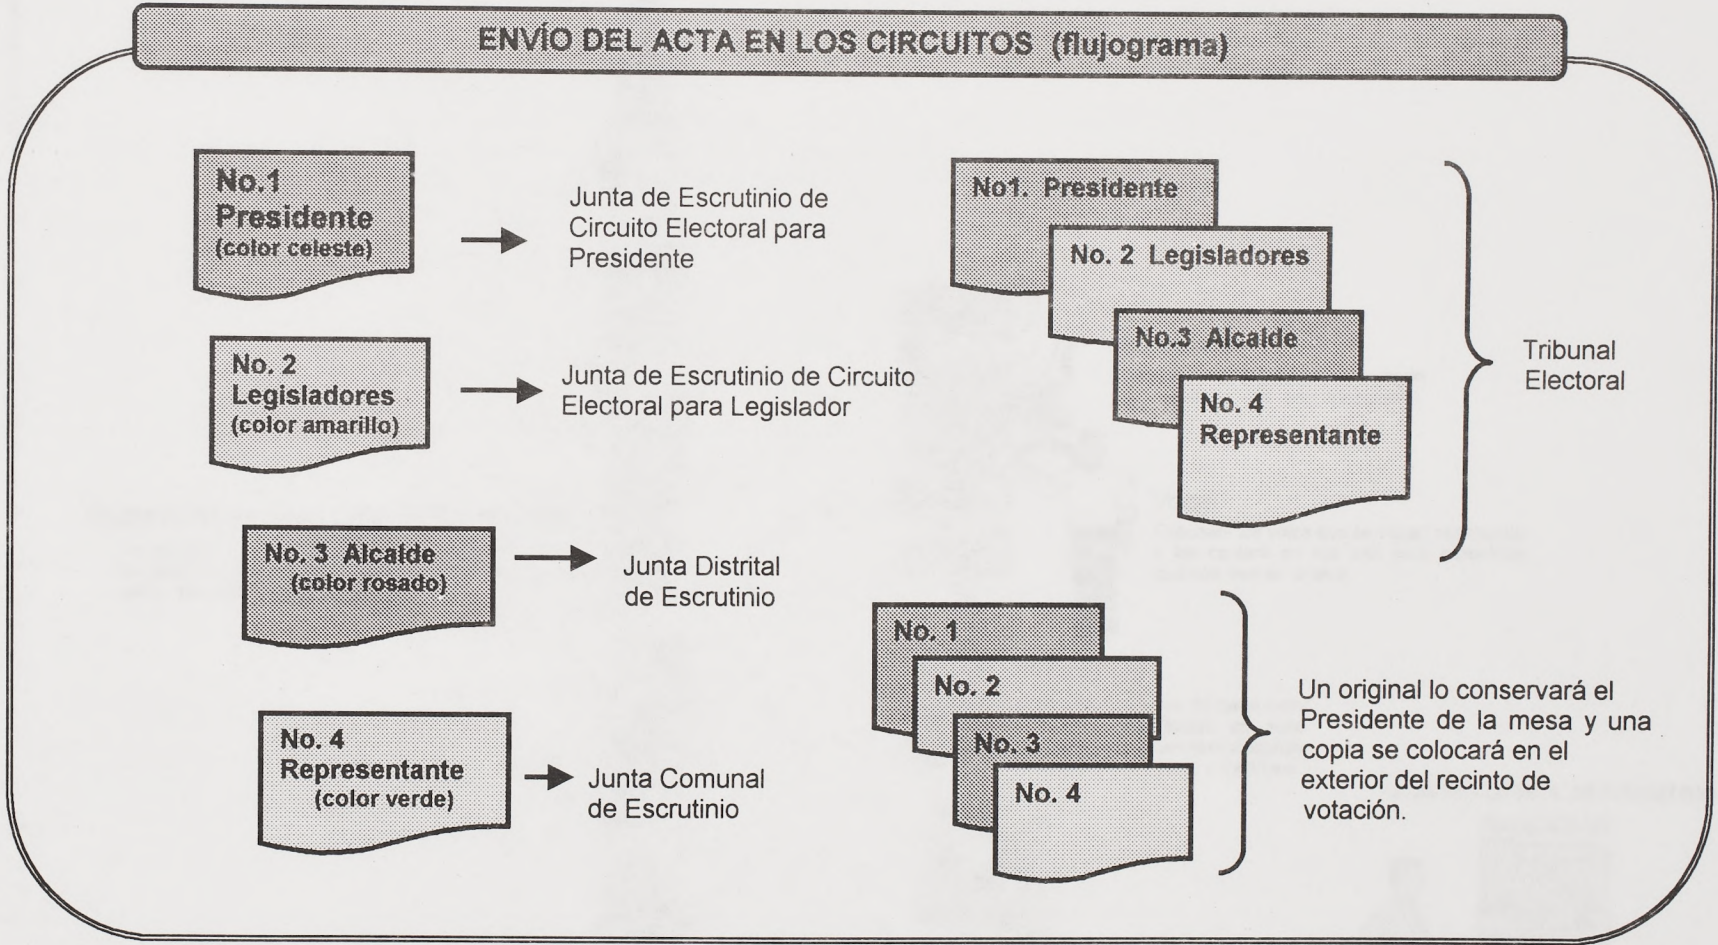 ENVÍO DEL ACTA EN LOS CIRCUITOS (flujograma)
No.1
Presidente
(color celeste)
Junta de Escrutinio de
Circuito Electoral para
Presidente
No. 2
Legisladores
(color amarillo)
Junta de Escrutinio de Circuito
Electoral para Legislador
No. 3 Alcalde
(color rosado)
Junta Distrital
de Escrutinio
No. 4
Representante
(color verde)
Junta Comunal
de Escrutinio
No1. Presidente
No. 2 Legisladores
No.3 Alcalde
No. 4
Representante
Tribunal
Electoral
No. 1
No. 2
No. 3
No. 4
Un original lo conservará el
Presidente de la mesa y una
copia se colocará en el
exterior del recinto de
votación.